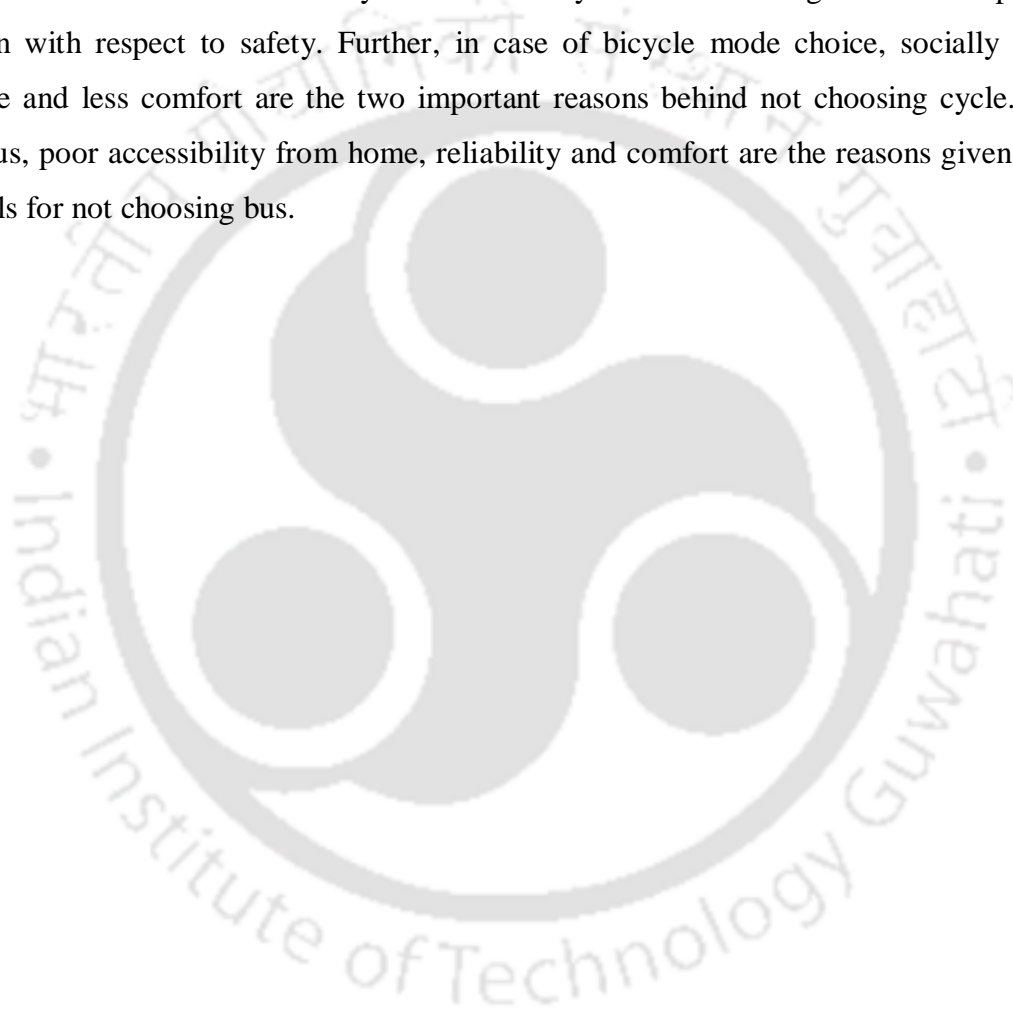 n with respect to safety. Further, in case of bicycle mode choice, socially
e and less comfort are the two important reasons behind not choosing cycle.
us, poor accessibility from home, reliability and comfort are the reasons given
ls for not choosing bus.
भारतीय प्रौद्योगिकी संस्थान गुवाहाटी
• Indian Institute of Technology Guwahati •